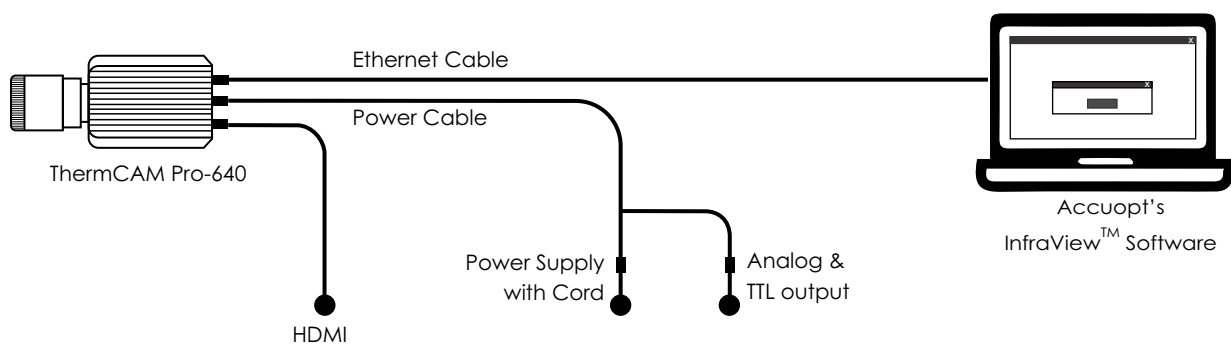 Ethernet Cable
Power Cable
ThermCAM Pro-640
X
X
Accuopt’s
InfraView™ Software
Power Supply
with Cord
Analog &
TTL output
HDMI